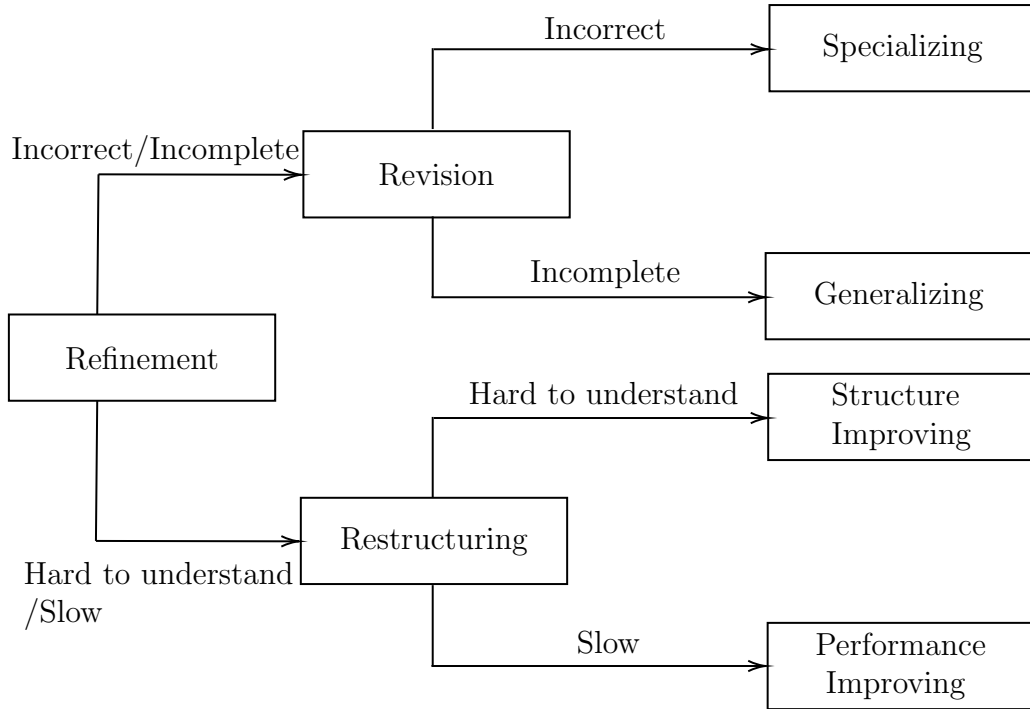 Incorrect
Specializing
Incorrect/Incomplete
Revision
Incomplete
Generalizing
Refinement
Hard to understand
Structure
Improving
Restructuring
Hard to understand
/Slow
Slow
Performance
Improving